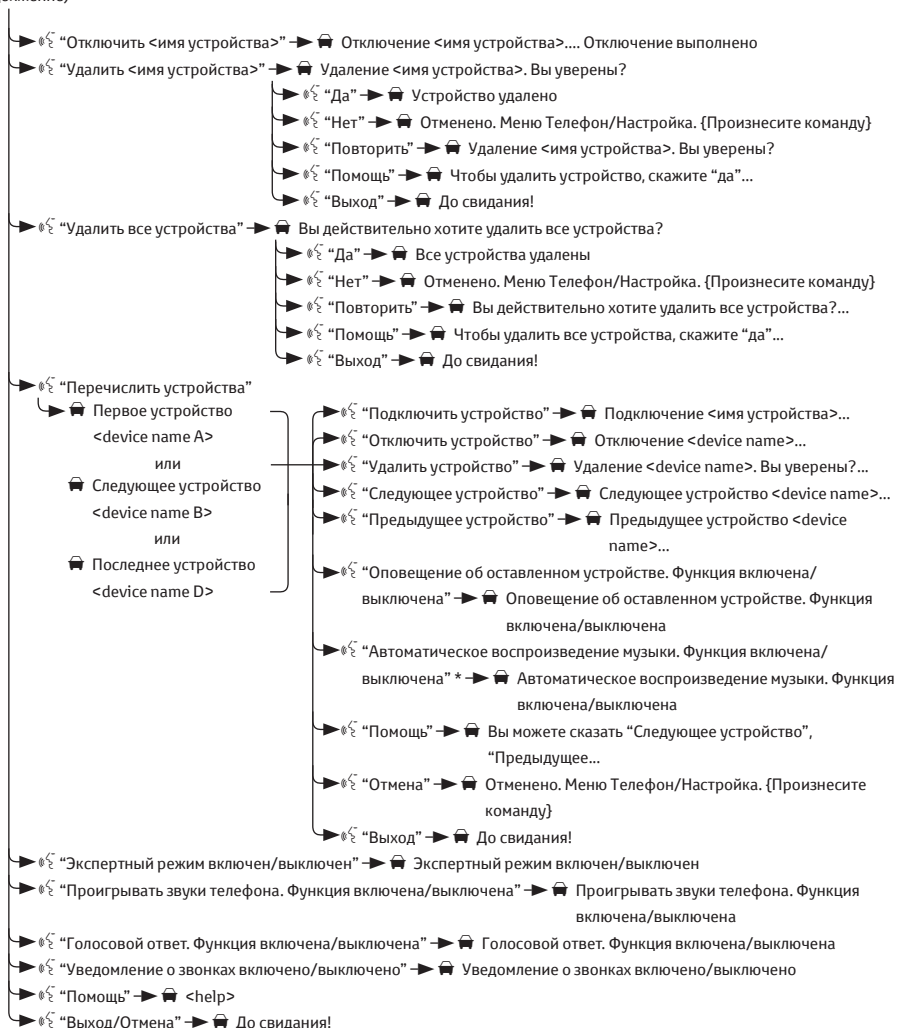 “Отключить <имя устройства>” Отключение <имя устройства>.... Отключение выполнено
“Удалить <имя устройства>” Удаление <имя устройства>. Вы уверены?
“Да” Устройство удалено
“Нет” Отменено. Меню Телефон/Настройка. {Произнесите команду}
“Повторить” Удаление <имя устройства>. Вы уверены?
“Помощь” Чтобы удалить устройство, скажите “да”...
“Выход” До свидания!
“Удалить все устройства” Вы действительно хотите удалить все устройства?
“Да” Все устройства удалены
“Нет” Отменено. Меню Телефон/Настройка. {Произнесите команду}
“Повторить” Вы действительно хотите удалить все устройства?...
“Помощь” Чтобы удалить все устройства, скажите “да”...
“Выход” До свидания!
“Перечислить устройства”
Первое устройство
<device name A>
или
Следующее устройство
<device name B>
или
Последнее устройство
<device name D>
“Подключить устройство” Подключение <имя устройства>...
“Отключить устройство” Отключение <device name>...
“Удалить устройство” Удаление <device name>. Вы уверены?...
“Следующее устройство” Следующее устройство <device name>...
“Предыдущее устройство” Предыдущее устройство <device
name>...
“Оповещение об оставленном устройстве. Функция включена/
выключена” Оповещение об оставленном устройстве. Функция
включена/выключена
“Автоматическое воспроизведение музыки. Функция включена/
выключена” * Автоматическое воспроизведение музыки. Функция
включена/выключена
“Помощь” Вы можете сказать “Следующее устройство”,
“Предыдущее...
“Отмена” Отменено. Меню Телефон/Настройка. {Произнесите
команду}
“Выход” До свидания!
“Экспертный режим включен/выключен” Экспертный режим включен/выключен
“Проигрывать звуки телефона. Функция включена/выключена” Проигрывать звуки телефона. Функция
включена/выключена
“Голосовой ответ. Функция включена/выключена” Голосовой ответ. Функция включена/выключена
“Уведомление о звонках включено/выключено” Уведомление о звонках включено/выключено
“Помощь” <help>
“Выход/Отмена” До свидания!